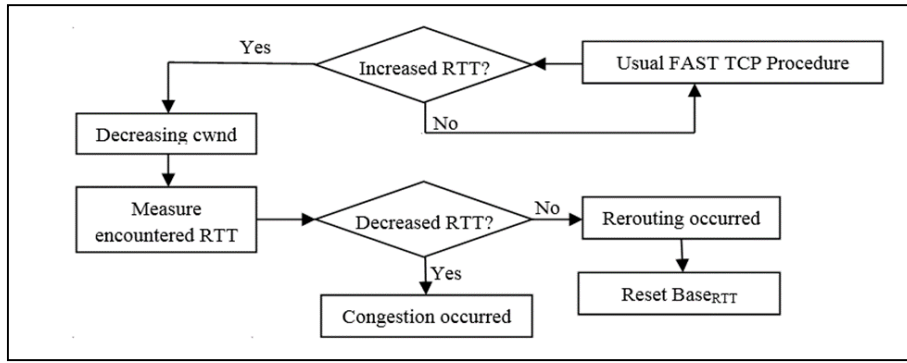 Yes
Increased RTT?
Usual FAST TCP Procedure
No
Decreasing cwnd
Measure
encountered RTT
Decreased RTT?
No
Rerouting occurred
Yes
Reset BaseRTT
Congestion occurred